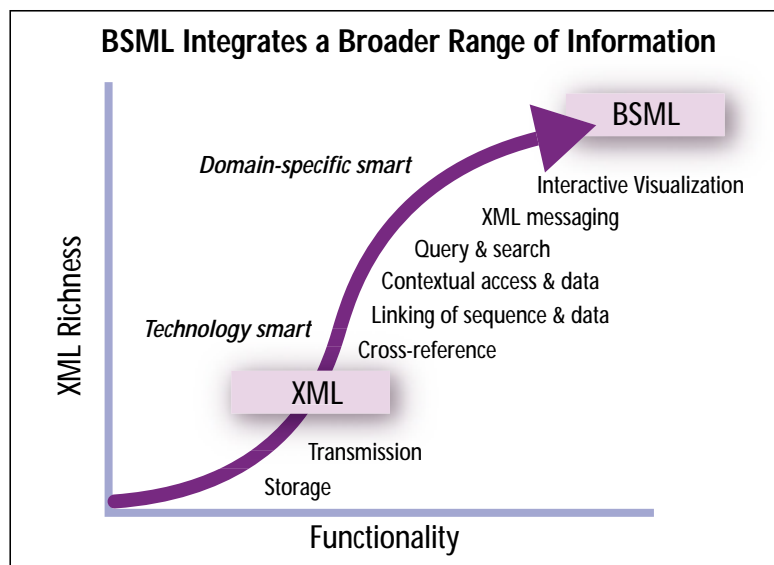 BSML Integrates a Broader Range of Information
BSML
Domain-specific smart
Interactive Visualization
XML messaging
Query & search
Contextual access & data
Linking of sequence & data
Technology smart
Cross-reference
XML
Transmission
Storage
XML Richness
Functionality